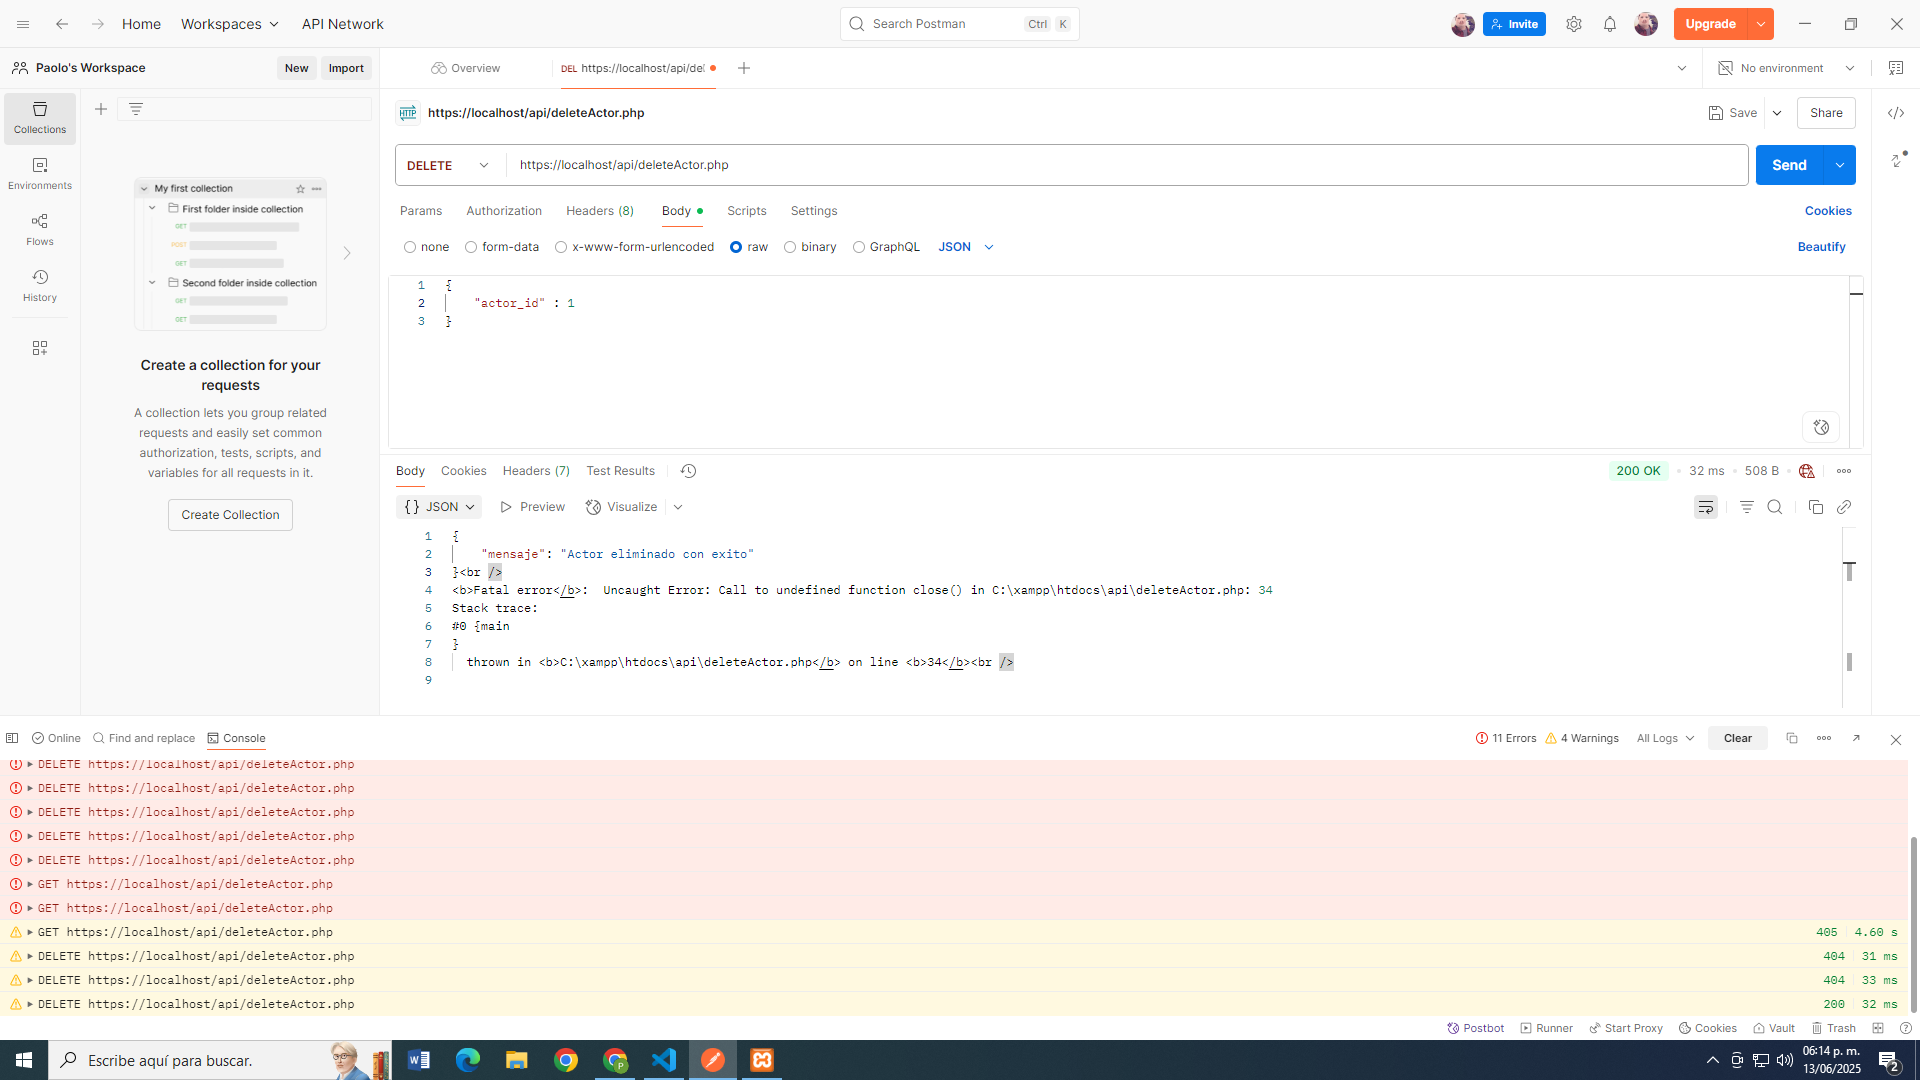 Home
Workspaces
API Network
Search Postman
Ctrl
K
Invite
Upgrade
Paolo's Workspace
New
Import
Overview
DEL https://localhost/api/del
No environment
Collections
Environments
Flows
History
My first collection
First folder inside collection
GET
POST
GET
Second folder inside collection
GET
GET
Create a collection for your
requests
A collection lets you group related
requests and easily set common
authorization, tests, scripts, and
variables for all requests in it.
Create Collection
HTTP
https://localhost/api/deleteActor.php
Save
Share
DELETE
https://localhost/api/deleteActor.php
Send
Params
Authorization
Headers (8)
Body
Scripts
Settings
Cookies
none
form-data
x-www-form-urlencoded
raw
binary
GraphQL
JSON
Beautify
1 {
2 "actor_id" : 1
3 }
Body
Cookies
Headers (7)
Test Results
200 OK
32 ms
508 B
{} JSON
Preview
Visualize
1 {
2 "mensaje": "Actor eliminado con exito"
3 }<br />
4 <b>Fatal error</b>:  Uncaught Error: Call to undefined function close() in C:\xampp\htdocs\api\deleteActor.php: 34
5 Stack trace:
6 #0 {main
7 }
8 thrown in <b>C:\xampp\htdocs\api\deleteActor.php</b> on line <b>34</b><br />
9
Online
Find and replace
Console
11 Errors
4 Warnings
All Logs
Clear
DELETE https://localhost/api/deleteActor.php
DELETE https://localhost/api/deleteActor.php
DELETE https://localhost/api/deleteActor.php
DELETE https://localhost/api/deleteActor.php
DELETE https://localhost/api/deleteActor.php
GET https://localhost/api/deleteActor.php
GET https://localhost/api/deleteActor.php
GET https://localhost/api/deleteActor.php 405 4.60 s
DELETE https://localhost/api/deleteActor.php 404 31 ms
DELETE https://localhost/api/deleteActor.php 404 33 ms
DELETE https://localhost/api/deleteActor.php 200 32 ms
Postbot
Runner
Start Proxy
Cookies
Vault
Trash
Escribe aquí para buscar.
06:14 p. m.
13/06/2025
2